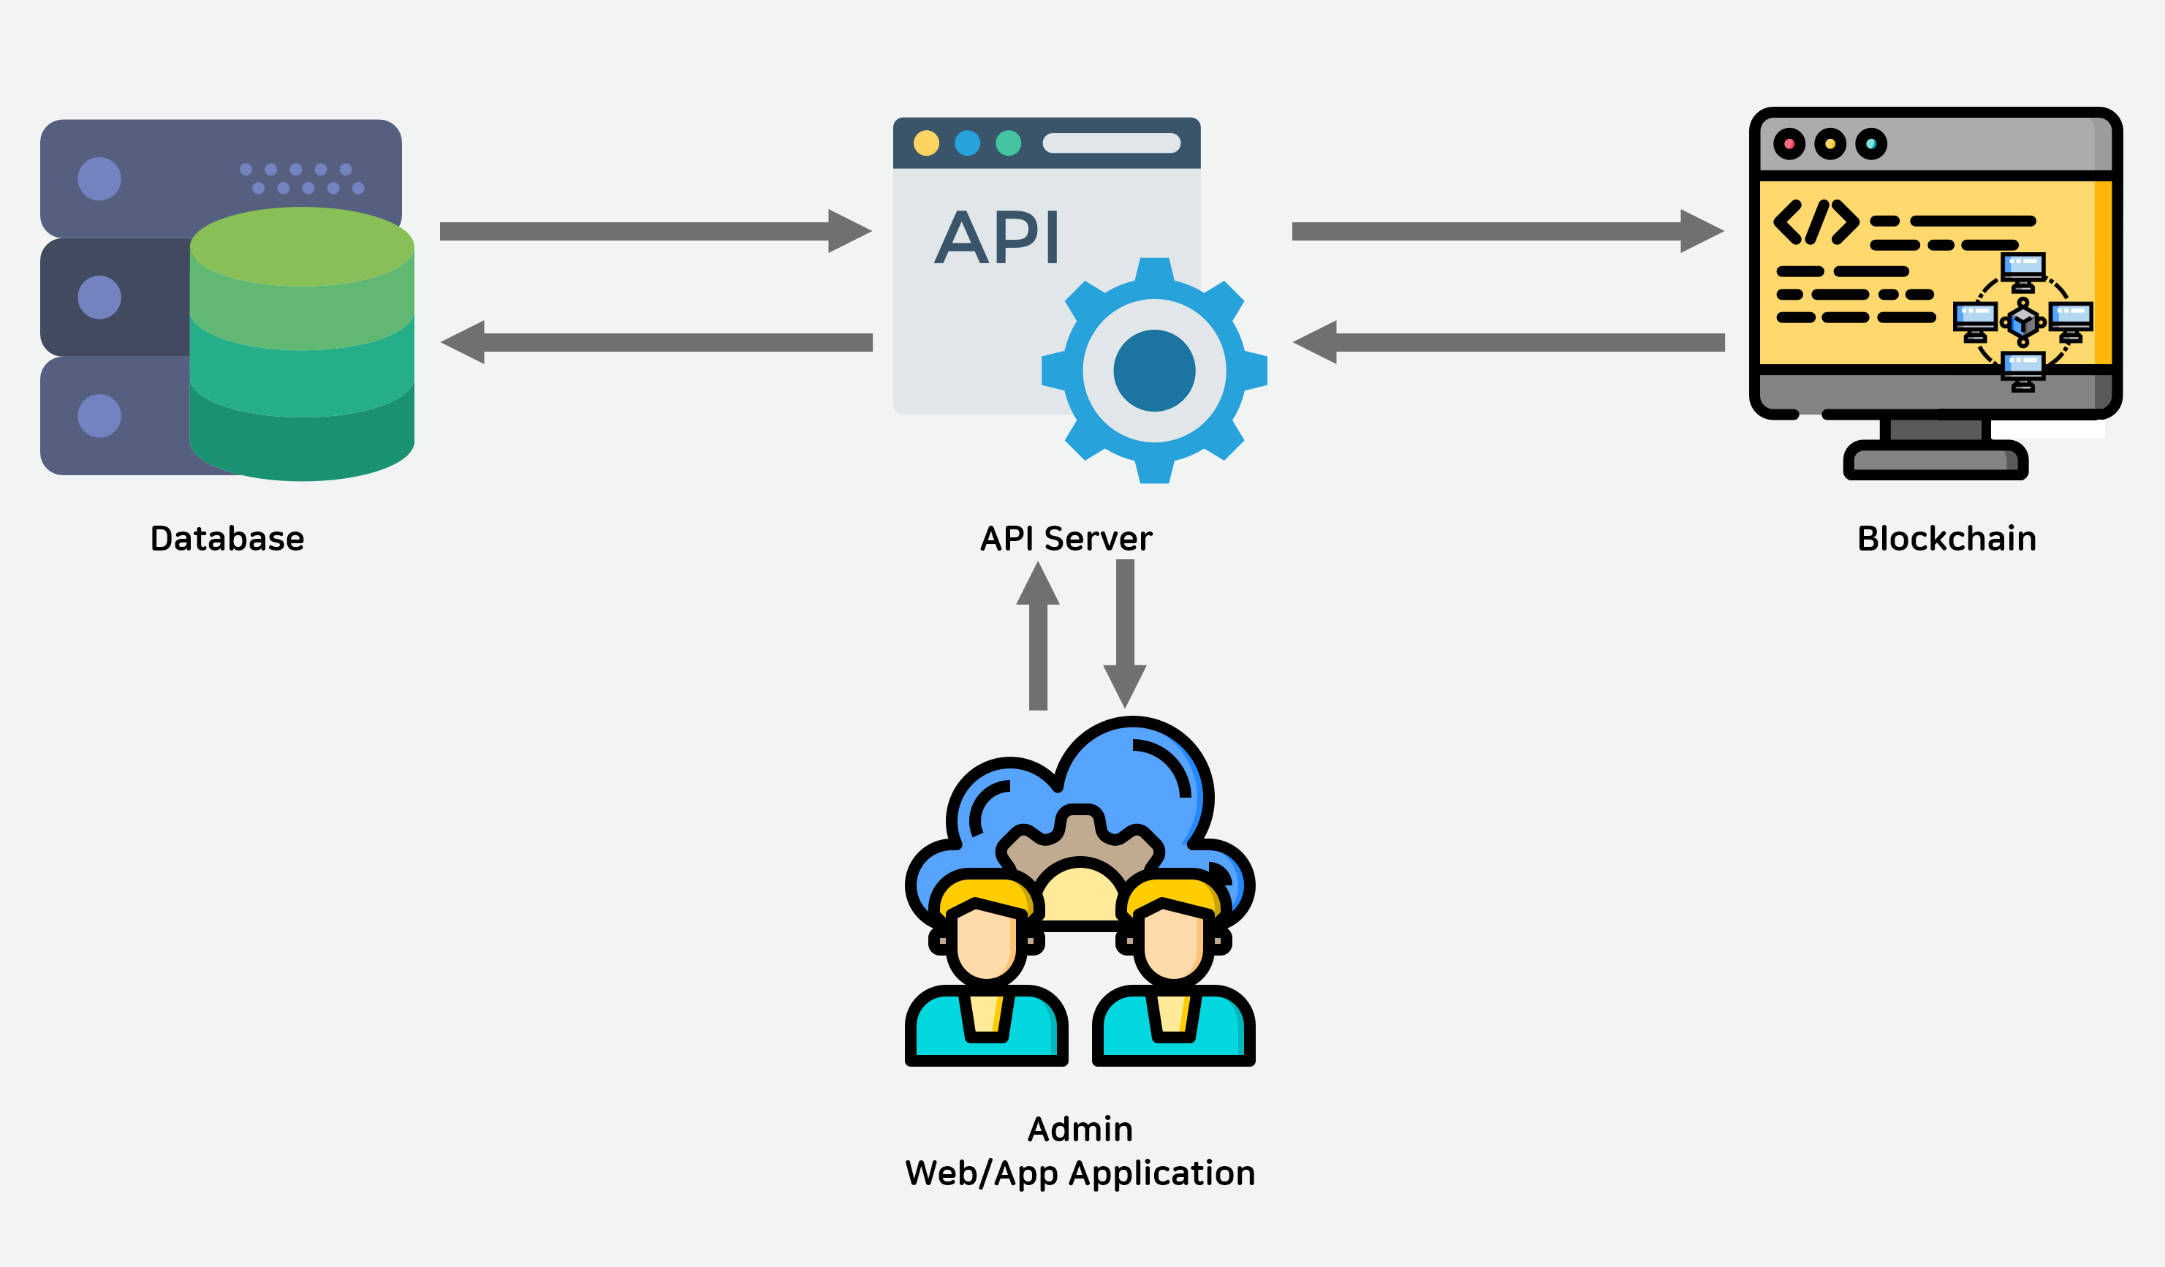 API
</>
Database
API Server
Blockchain
Admin
Web/App Application